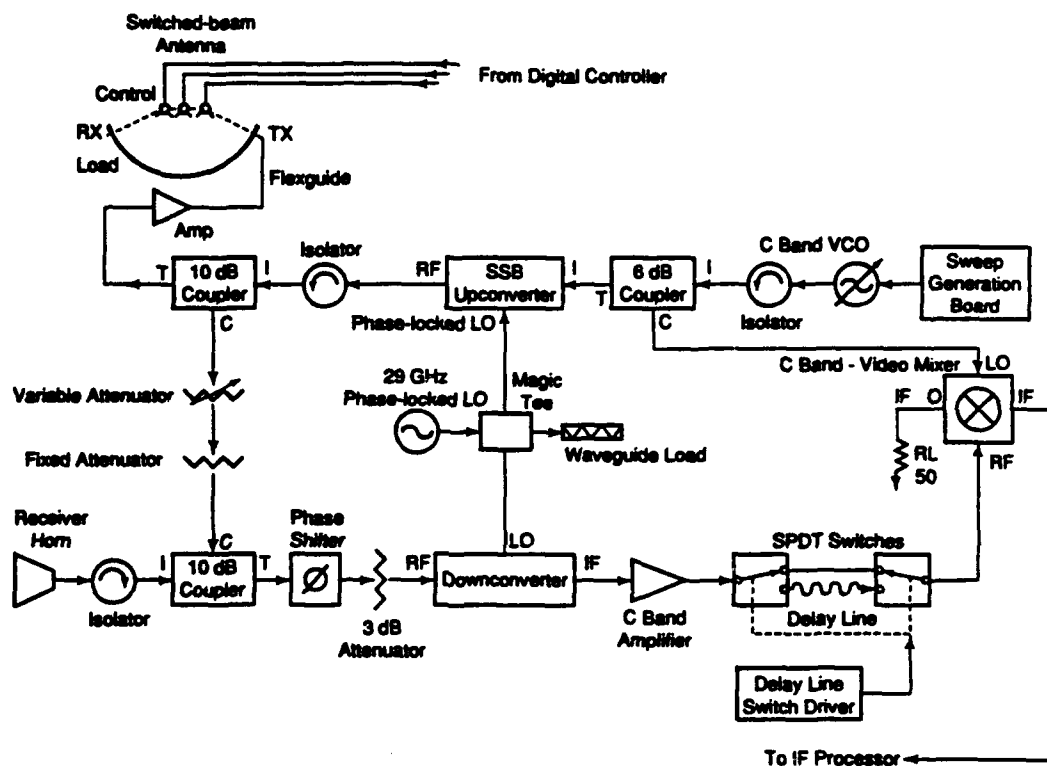 Switched-beam
Antenna
From Digital Controller
Control
RX
TX
Load
Flexguide
Amp
Isolator
C Band VCO
T
10 dB
Coupler
I
RF
SSB
Upconverter
I
T
6 dB
Coupler
I
Isolator
Sweep
Generation
Board
C
Phase-locked LO
C
C Band - Video Mixer
LO
29 GHz
Phase-locked LO
Magic
Tee
Variable Attenuator
IF
O
IF
Waveguide Load
RL
50
RF
Fixed Attenuator
Receiver
Horn
Phase
Shifter
C
LO
SPDT Switches
I
10 dB
Coupler
T
Ø
RF
Downconverter
IF
Isolator
3 dB
Attenuator
C Band
Amplifier
Delay Line
Delay Line
Switch Driver
To IF Processor